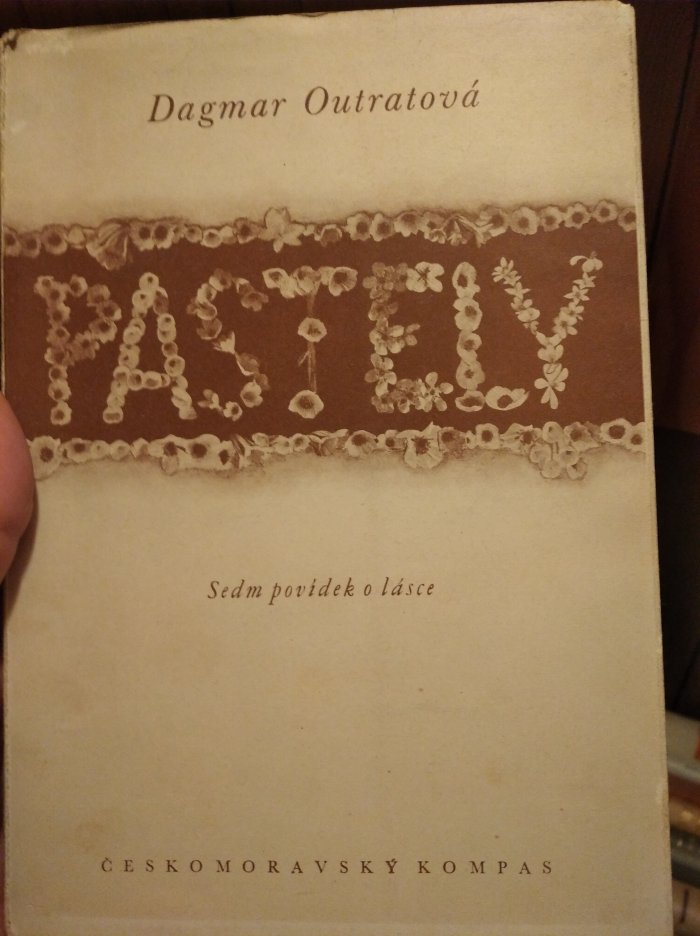 Dagmar Outratová
PASTELY
Sedm povídek o lásce
ČESKOMORAVSKÝ KOMPAS